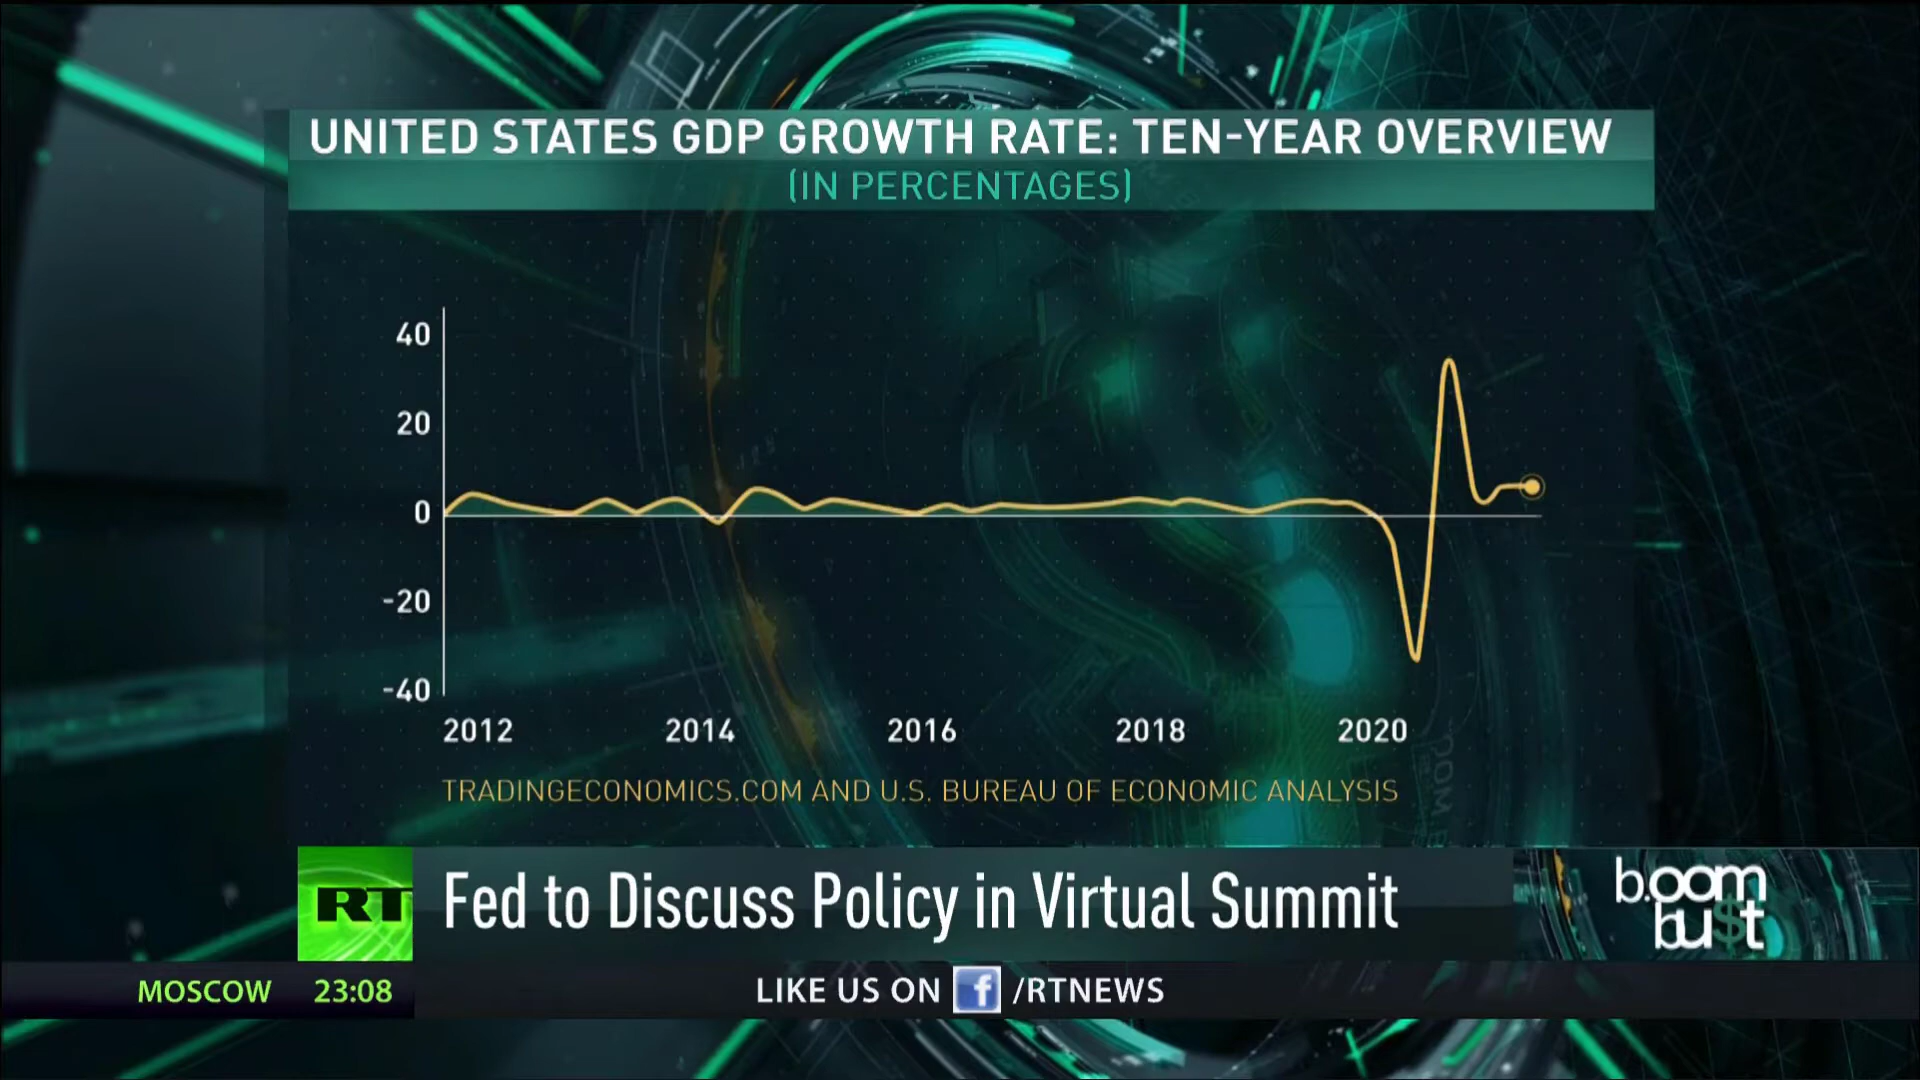 UNITED STATES GDP GROWTH RATE: TEN-YEAR OVERVIEW
(IN PERCENTAGES)
40
20
0
-20
-40
2012 2014 2016 2018 2020
TRADINGECONOMICS.COM AND U.S. BUREAU OF ECONOMIC ANALYSIS
RT
Fed to Discuss Policy in Virtual Summit
b.oom
bu$t
MOSCOW 23:08
LIKE US ON f /RTNEWS